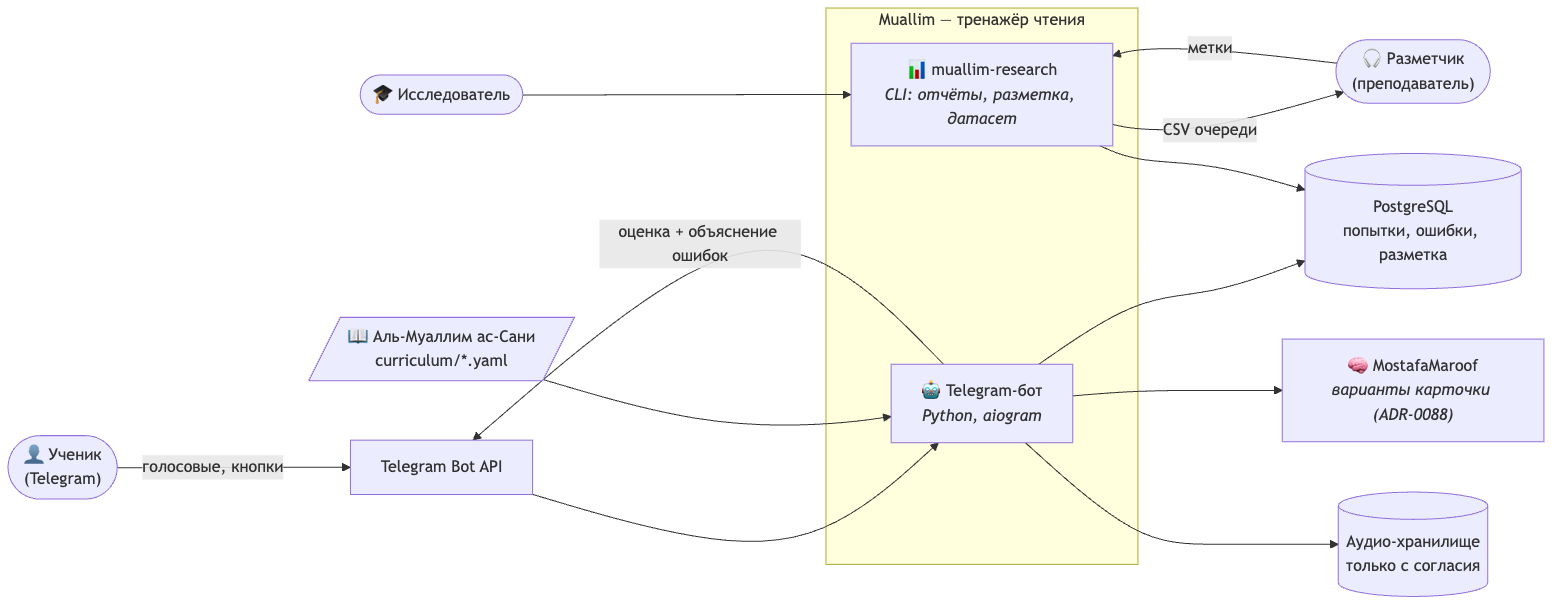 Muallim — тренажёр чтения
📊 muallim-research
CLI: отчёты, разметка,
датасет
🎓 Исследователь
метки
🎧 Разметчик
(преподаватель)
CSV очереди
PostgreSQL
попытки, ошибки,
разметка
оценка + объяснение
ошибок
📖 Аль-Муаллим ас-Сани
curriculum/*.yaml
🤖 Telegram-бот
Python, aiogram
🧠 MostafaMaroof
варианты карточки
(ADR-0088)
👤 Ученик
(Telegram)
голосовые, кнопки
Telegram Bot API
Аудио-хранилище
только с согласия